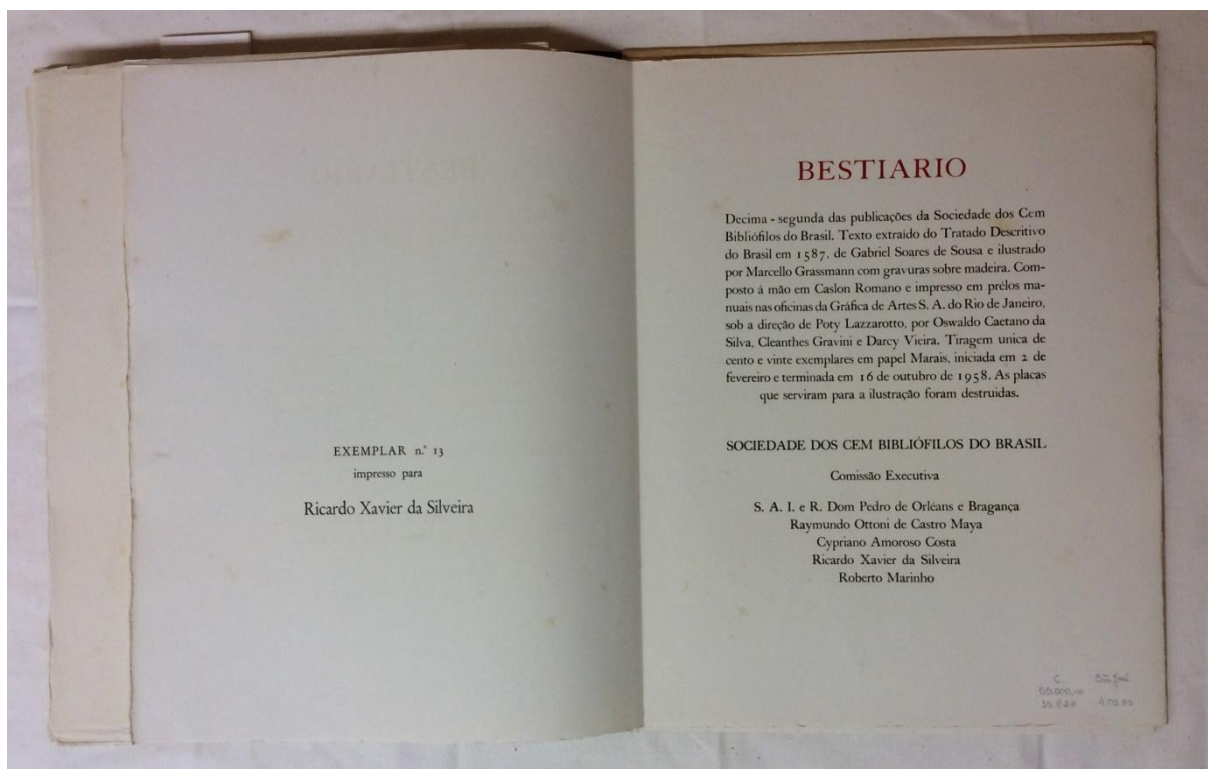 EXEMPLAR n.º 13
impresso para
Ricardo Xavier da Silveira
BESTIARIO
Decima - segunda das publicações da Sociedade dos Cem
Bibliófilos do Brasil. Texto extraido do Tratado Descritivo
do Brasil em 1587, de Gabriel Soares de Sousa e ilustrado
por Marcello Grassmann com gravuras sobre madeira. Com-
posto á mão em Caslon Romano e impresso em prélos ma-
nuais nas oficinas da Gráfica de Artes S. A. do Rio de Janeiro,
sob a direção de Poty Lazzarotto, por Oswaldo Caetano da
Silva, Cleanthes Gravini e Darcy Vieira. Tiragem unica de
cento e vinte exemplares em papel Marais, iniciada em 2 de
fevereiro e terminada em 16 de outubro de 1958. As placas
que serviram para a ilustração foram destruidas.
SOCIEDADE DOS CEM BIBLIÓFILOS DO BRASIL
Comissão Executiva
S. A. I. e R. Dom Pedro de Orléans e Bragança
Raymundo Ottoni de Castro Maya
Cypriano Amoroso Costa
Ricardo Xavier da Silveira
Roberto Marinho
C